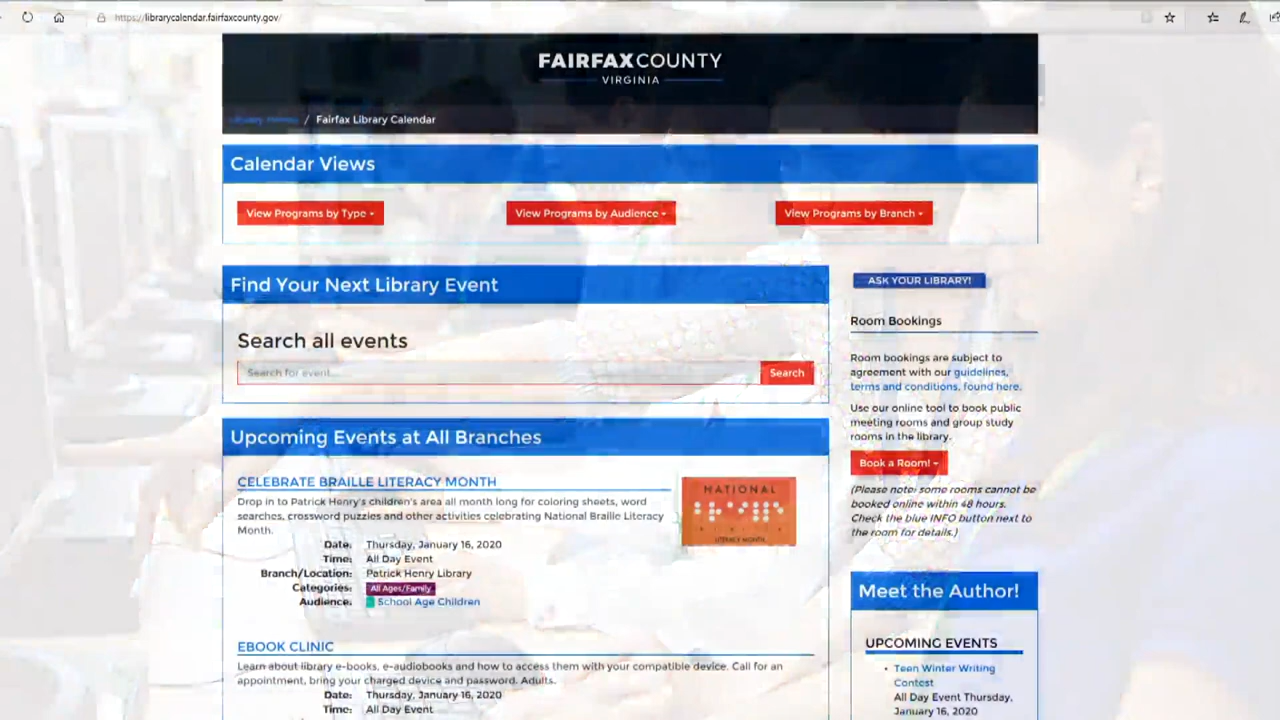 https://librarycalendar.fairfaxcounty.gov/
FAIRFAX COUNTY
VIRGINIA
/ Fairfax Library Calendar
Calendar Views
View Programs by Type
View Programs by Audience
View Programs by Branch
Find Your Next Library Event
Search all events
Search for event...
Search
Upcoming Events at All Branches
CELEBRATE BRAILLE LITERACY MONTH
Drop in to Patrick Henry's children's area all month long for coloring sheets, word
searches, crossword puzzles and other activities celebrating National Braille Literacy
Month.
Date: Thursday, January 16, 2020
Time: All Day Event
Branch/Location: Patrick Henry Library
Categories: All Ages/Family
Audience: School Age Children
NATIONAL
LITERACY MONTH
EBOOK CLINIC
Learn about library e-books, e-audiobooks and how to access them with your compatible device. Call for an
appointment, bring your charged device and password. Adults.
Date: Thursday, January 16, 2020
Time: All Day Event
ASK YOUR LIBRARY!
Room Bookings
Room bookings are subject to
agreement with our guidelines,
terms and conditions, found here.
Use our online tool to book public
meeting rooms and group study
rooms in the library.
Book a Room!
(Please note: some rooms cannot be
booked online within 48 hours.
Check the blue INFO button next to
the room for details.)
Meet the Author!
UPCOMING EVENTS
Teen Winter Writing
Contest
All Day Event Thursday,
January 16, 2020